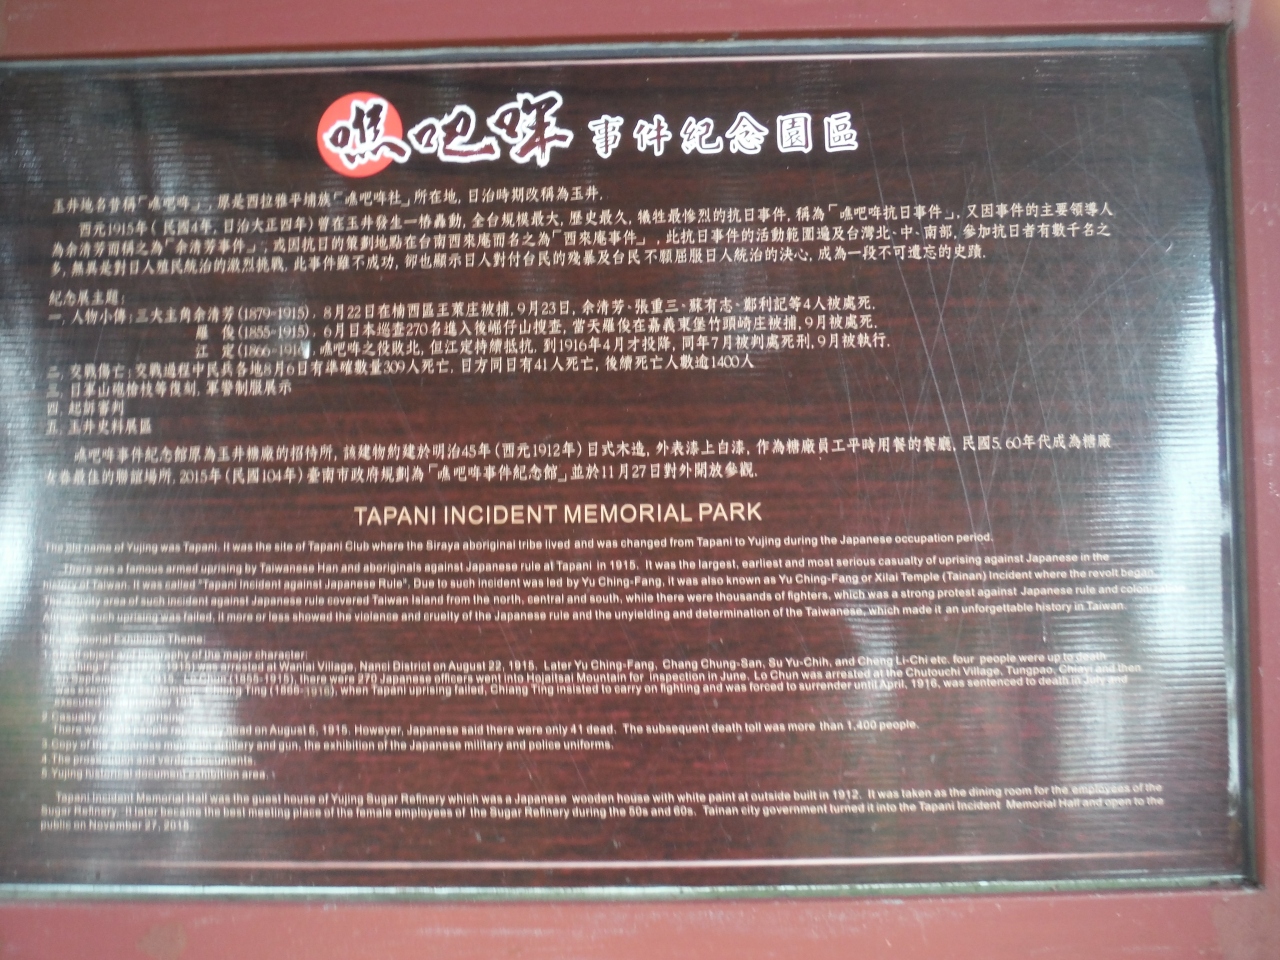 噍吧哖事件紀念園區
玉井地名昔稱「噍吧哖」, 原是西拉雅平埔族「噍吧哖社」所在地, 日治時期改稱為玉井.
西元1915年(民國4年, 日治大正四年)曾在玉井發生一樁轟動, 全台規模最大, 歷史最久, 犧牲最慘烈的抗日事件, 稱為「噍吧哖抗日事件」, 又因事件的主要領導人
為余清芳而稱之為「余清芳事件」; 或因抗日的策劃地點在台南西來庵而名之為「西來庵事件」, 此抗日事件的活動範圍遍及台灣北、中、南部, 參加抗日者有數千名之
多, 無異是對日人殖民統治的激烈挑戰, 此事件雖不成功, 卻也顯示日人對付台民的殘暴及台民不願屈服日人統治的決心, 成為一段不可遺忘的史蹟.
紀念展主題:
一. 人物小傳: 三大主角余清芳(1879-1915), 8月22日在楠西區王萊庄被捕, 9月23日, 余清芳、張重三、蘇有志、鄭利記等4人被處死.
羅 俊(1855-1915), 6月日本巡查270名進入後崛仔山搜查, 當天羅俊在嘉義東堡竹頭崎庄被捕, 9月被處死.
江 定(1866-1916), 噍吧哖之役敗北, 但江定持續抵抗, 到1916年4月才投降, 同年7月被判處死刑, 9月被執行.
二. 交戰傷亡: 交戰過程中民兵各地8月6日有準確數量309人死亡, 日方同日有41人死亡, 後續死亡人數逾1400人
三. 日軍山砲槍枝等復刻, 軍警制服展示
四. 起訴審判
五. 玉井史料展區
噍吧哖事件紀念館原為玉井糖廠的招待所, 該建物約建於明治45年(西元1912年)日式木造, 外表漆上白漆, 作為糖廠員工平時用餐的餐廳, 民國5. 60年代成為糖廠
女眷最佳的聯誼場所, 2015年(民國104年)臺南市政府規劃為「噍吧哖事件紀念館」並於11月27日對外開放參觀.
TAPANI INCIDENT MEMORIAL PARK
The old name of Yujing was Tapani. It was the site of Tapani Club where the Siraya aboriginal tribe lived and was changed from Tapani to Yujing during the Japanese occupation period.
There was a famous armed uprising by Taiwanese Han and aboriginals against Japanese rule at Tapani in 1915. It was the largest, earliest and most serious casualty of uprising against Japanese in the
history of Taiwan. It was called "Tapani Incident against Japanese Rule". Due to such incident was led by Yu Ching-Fang, it was also known as Yu Ching-Fang or Xilai Temple (Tainan) Incident where the revolt began.
area of such incident against Japanese rule covered Taiwan Island from the north, central and south, while there were thousands of fighters, which was a strong protest against Japanese rule and
was failed, it more or less showed the violence and cruelty of the Japanese rule and the unyielding and determination of the Taiwanese, which made it an unforgettable history in Taiwan.
Memorial Exhibition Theme:
of the major character:
1915) was arrested at Wanlai Village, Nanci District on August 22, 1915. Later Yu Ching-Fang, Chang Chung-San, Su Yu-Chih, and Cheng Li-Chi etc. four people were up to death
Lo Chun (1855-1915), there were 270 Japanese officers went into Mountain for inspection in June. Lo Chun was arrested at the Chutouchi Village, Tungpao, Chiayi and then
Ting (1866-1916), when Tapani uprising failed, Chiang Ting insisted to carry on fighting and was forced to surrender until April, 1916, was sentenced to death in July and
2 Casualty from the uprising:
on August 6, 1915. However, Japanese said there were only 41 dead. The subsequent death toll was more than 1,400 people.
3 Copy of artillery and gun, the exhibition of the Japanese military and police uniforms.
4 The and verdict documents.
5 Yujing historical document exhibition area.
Tapani Incident Memorial Hall was the guest house of Yujing Sugar Refinery which was a Japanese wooden house with white paint at outside built in 1912. It was taken as the dining room for the employees of the
Sugar Refinery. It later became the best meeting place of the female employees of the Sugar Refinery during the 50s and 60s. Tainan city government turned it into the Tapani Incident Memorial Hall and open to the
public on November 27, 2015.